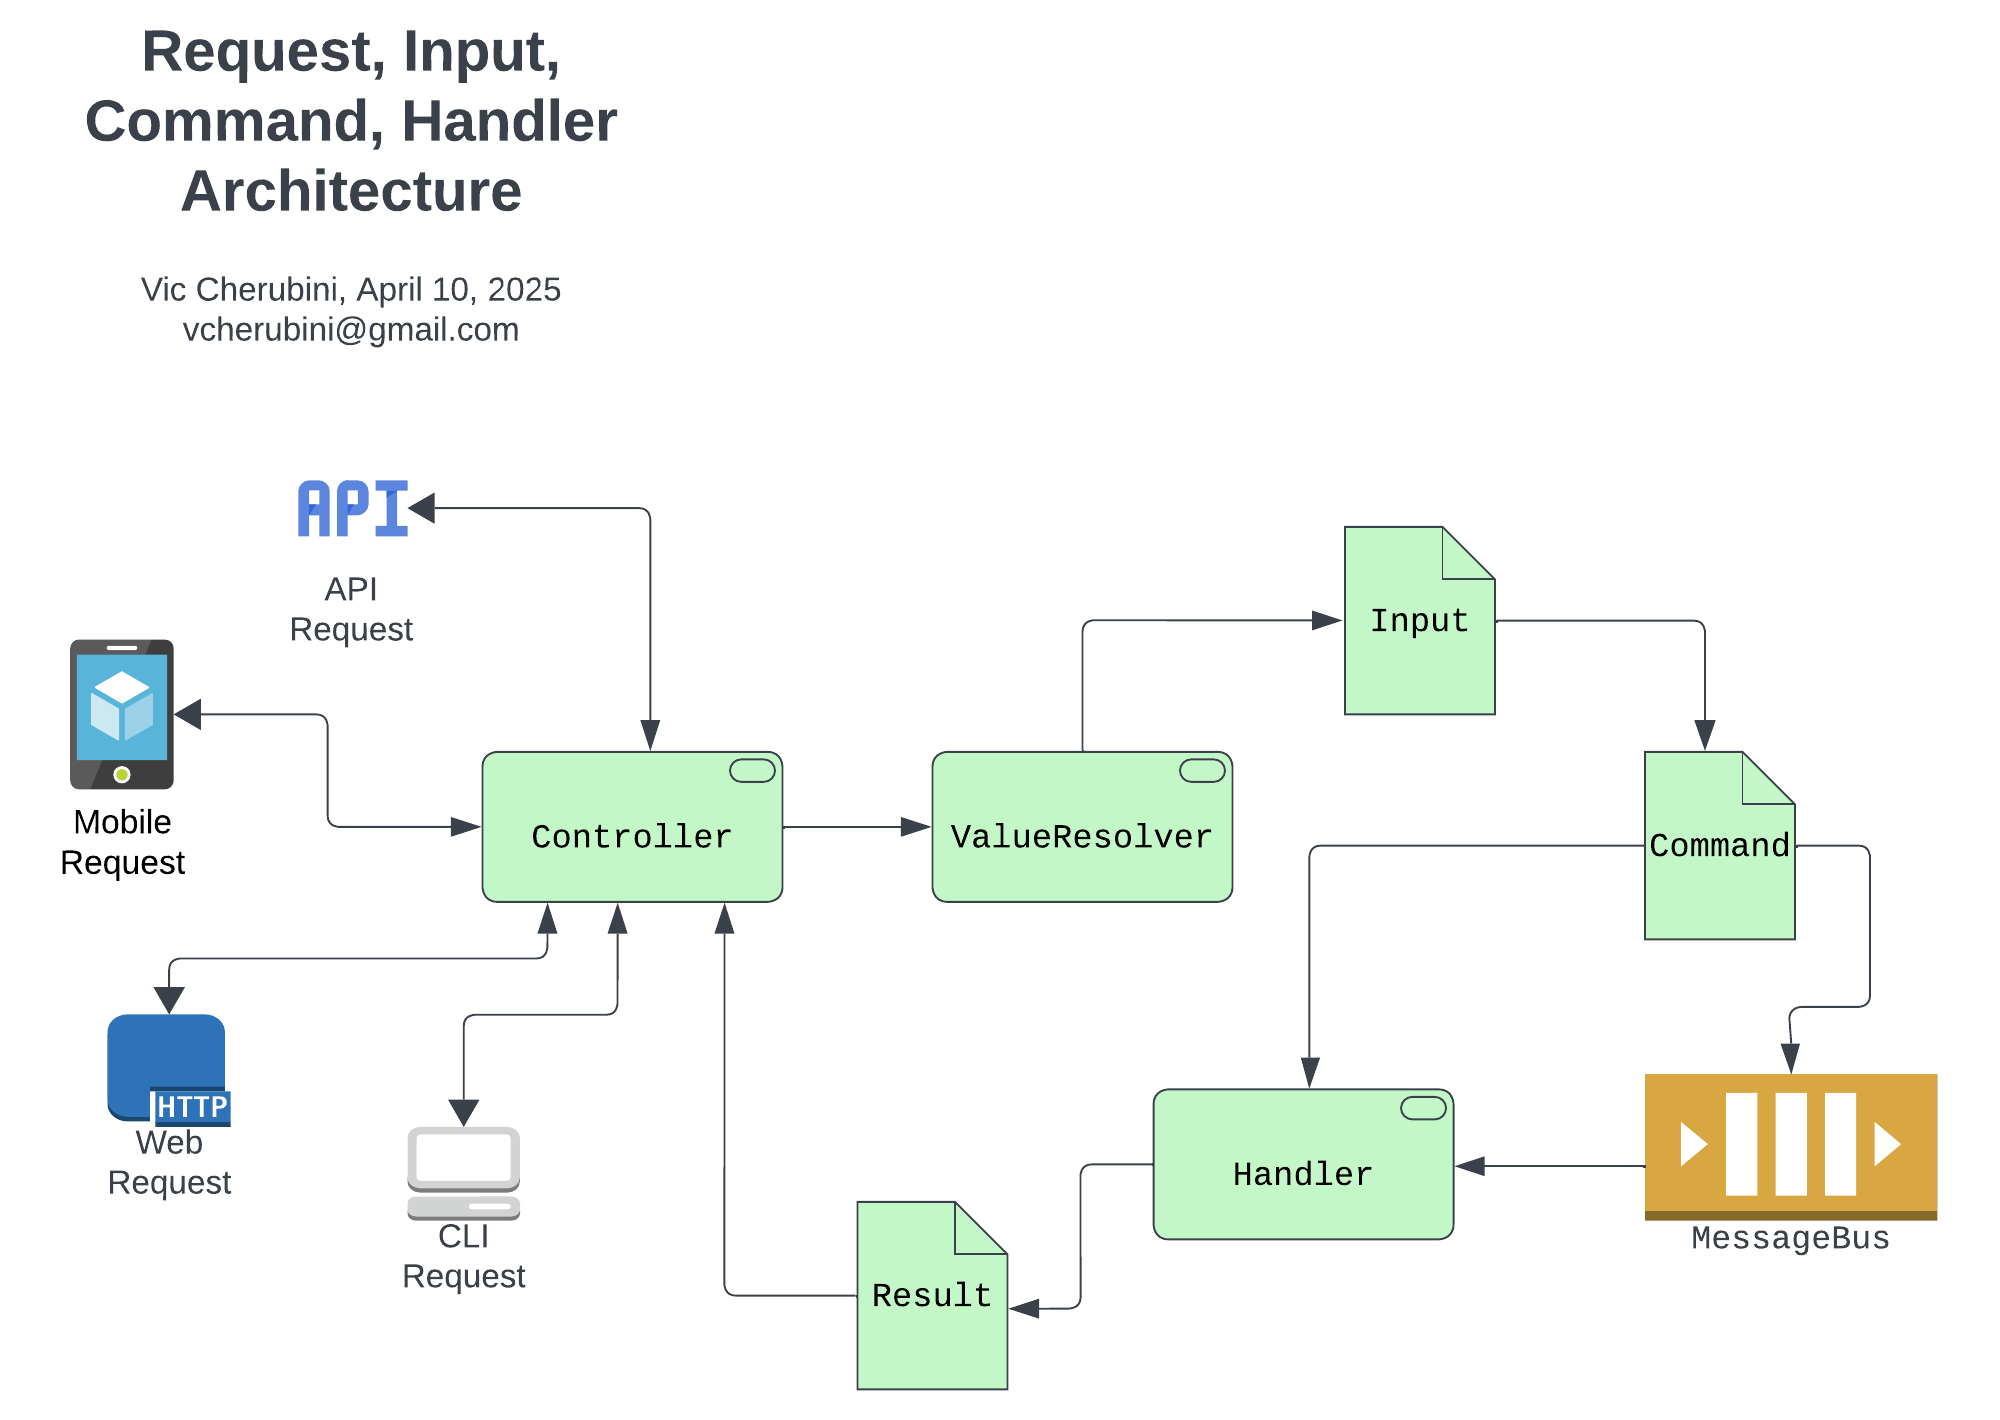 Request, Input,
Command, Handler
Architecture
Vic Cherubini, April 10, 2025
vcherubini@gmail.com
API
API
Request
Mobile
Request
Input
Controller
ValueResolver
Command
HTTP
Web
Request
CLI
Request
Handler
MessageBus
Result